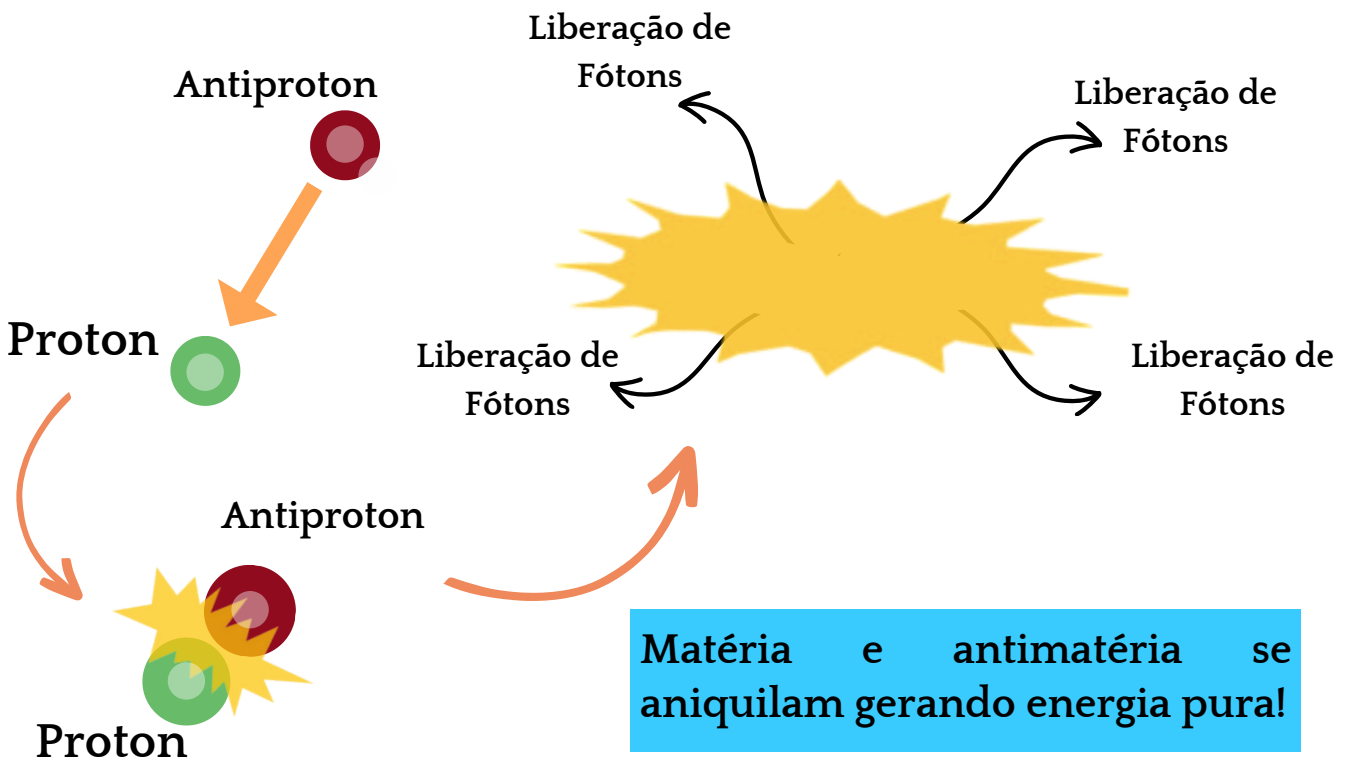 Liberação de
Fótons
Antiproton
Liberação de
Fótons
Proton
Liberação de
Fótons
Liberação de
Fótons
Antiproton
Proton
Matéria e antimatéria se
aniquilam gerando energia pura!